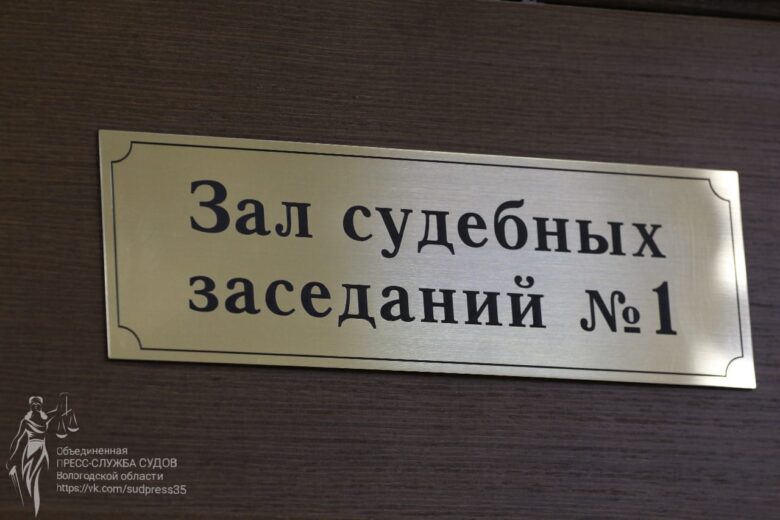 Зал судебных
заседаний №1
Объединенная
ПРЕСС-СЛУЖБА СУДОВ
Вологодской области
https://vk.com/sudpress35